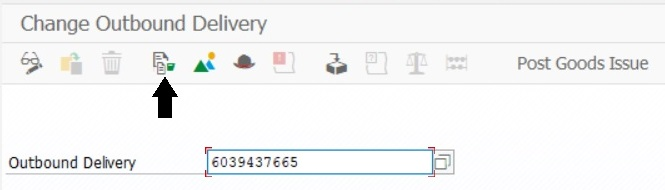 Change Outbound Delivery
Post Goods Issue
Outbound Delivery 6039437665